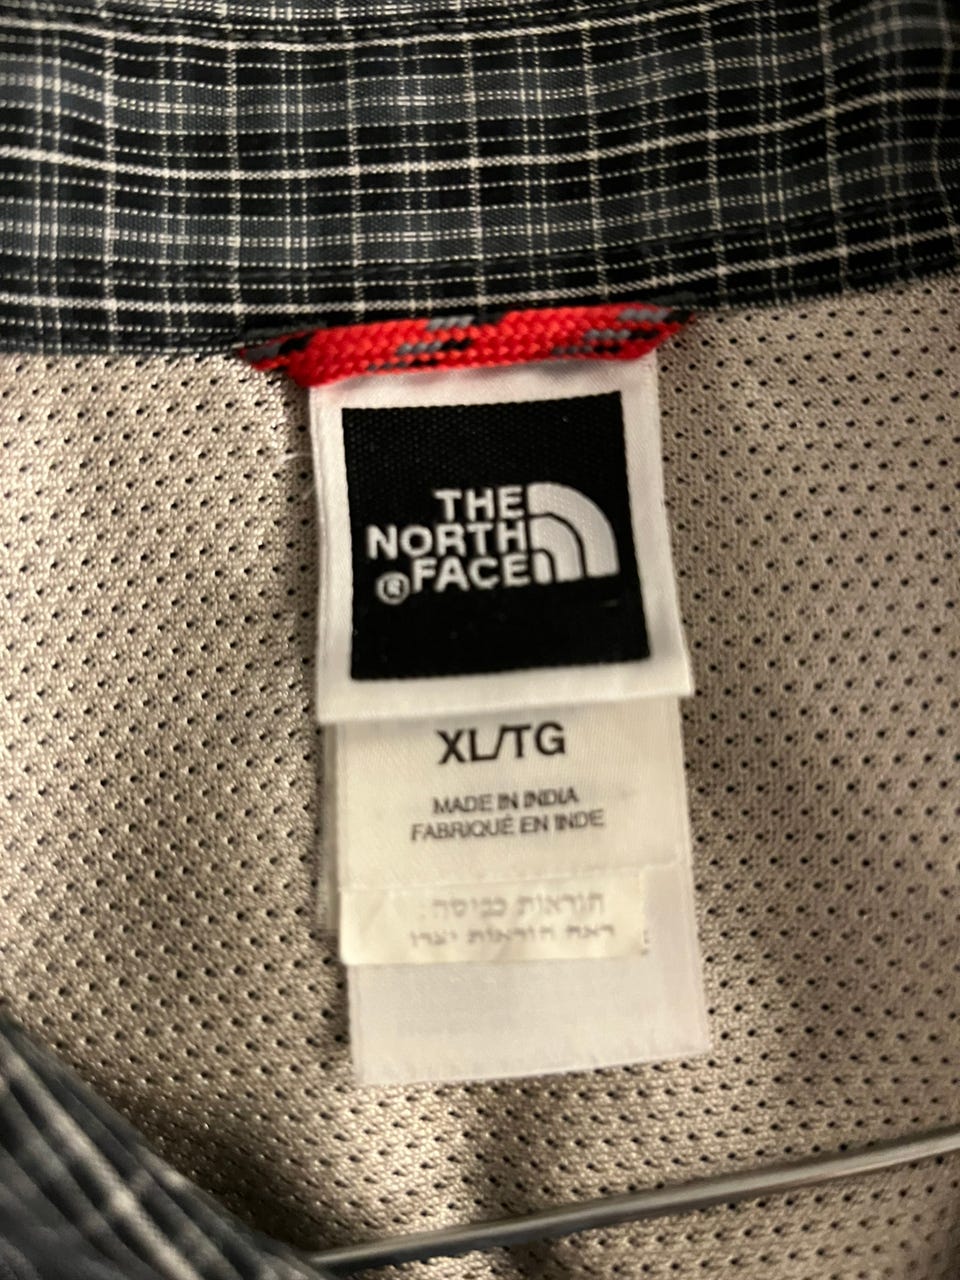 THE
NORTH
® FACE
XL/TG
MADE IN INDIA
FABRIQUÉ EN INDE
הוראות כביסה:
ראה הוראות יצרן